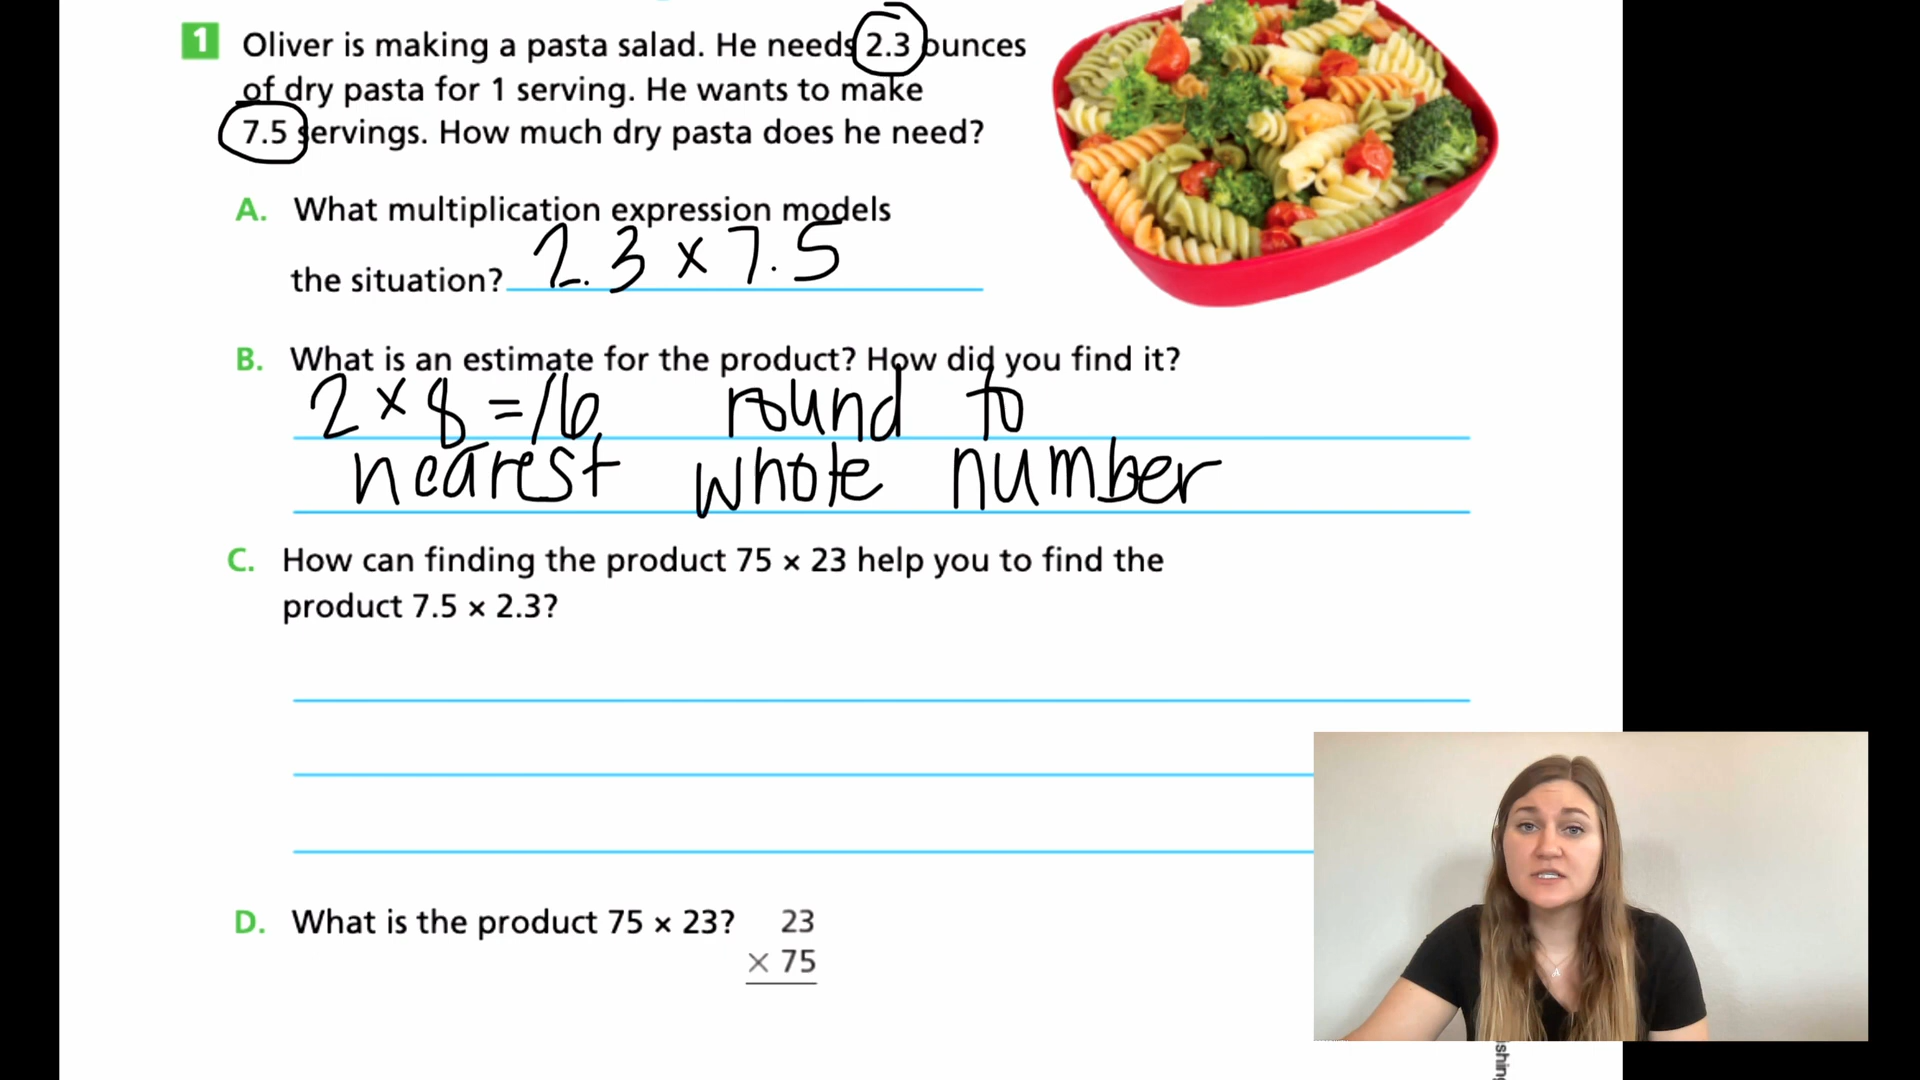 1 Oliver is making a pasta salad. He needs 2.3 ounces
of dry pasta for 1 serving. He wants to make
7.5 servings. How much dry pasta does he need?
A. What multiplication expression models
the situation? 2.3 × 7.5
B. What is an estimate for the product? How did you find it?
2 × 8 = 16 round to
nearest whole number
C. How can finding the product 75 × 23 help you to find the
product 7.5 × 2.3?
D. What is the product 75 × 23? 23
× 75